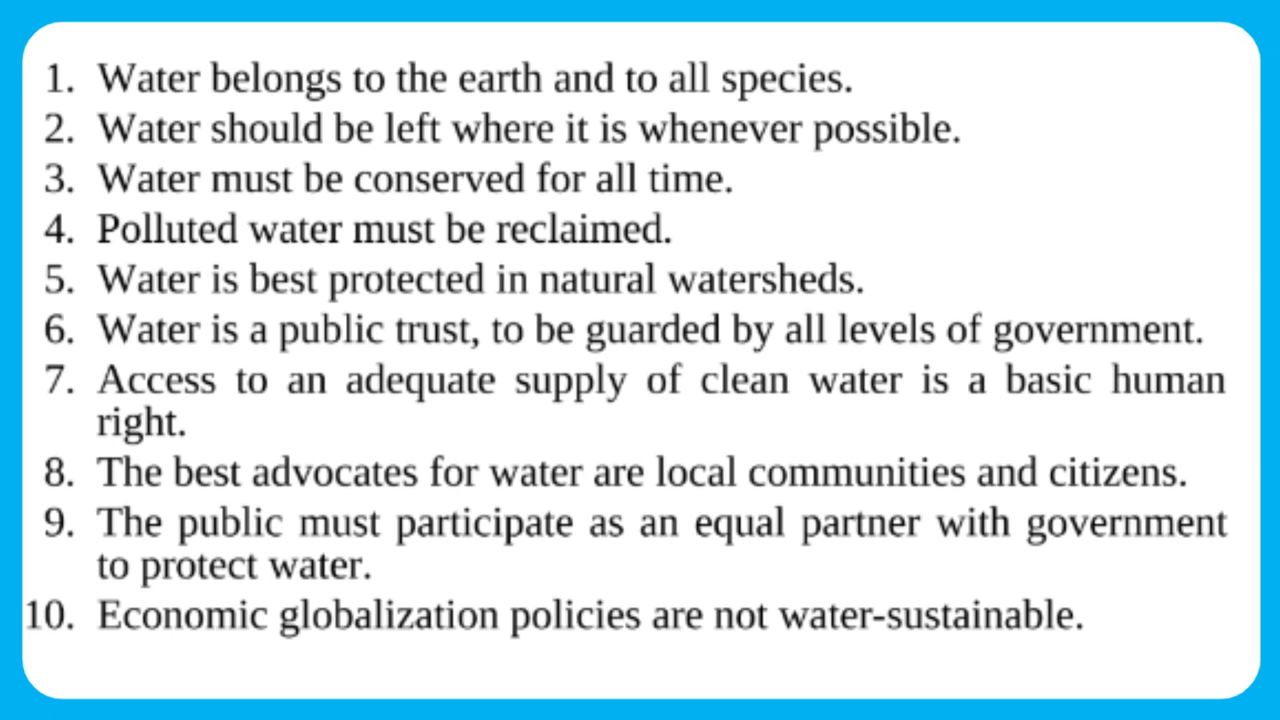 1. Water belongs to the earth and to all species.
2. Water should be left where it is whenever possible.
3. Water must be conserved for all time.
4. Polluted water must be reclaimed.
5. Water is best protected in natural watersheds.
6. Water is a public trust, to be guarded by all levels of government.
7. Access to an adequate supply of clean water is a basic human
right.
8. The best advocates for water are local communities and citizens.
9. The public must participate as an equal partner with government
to protect water.
10. Economic globalization policies are not water-sustainable.